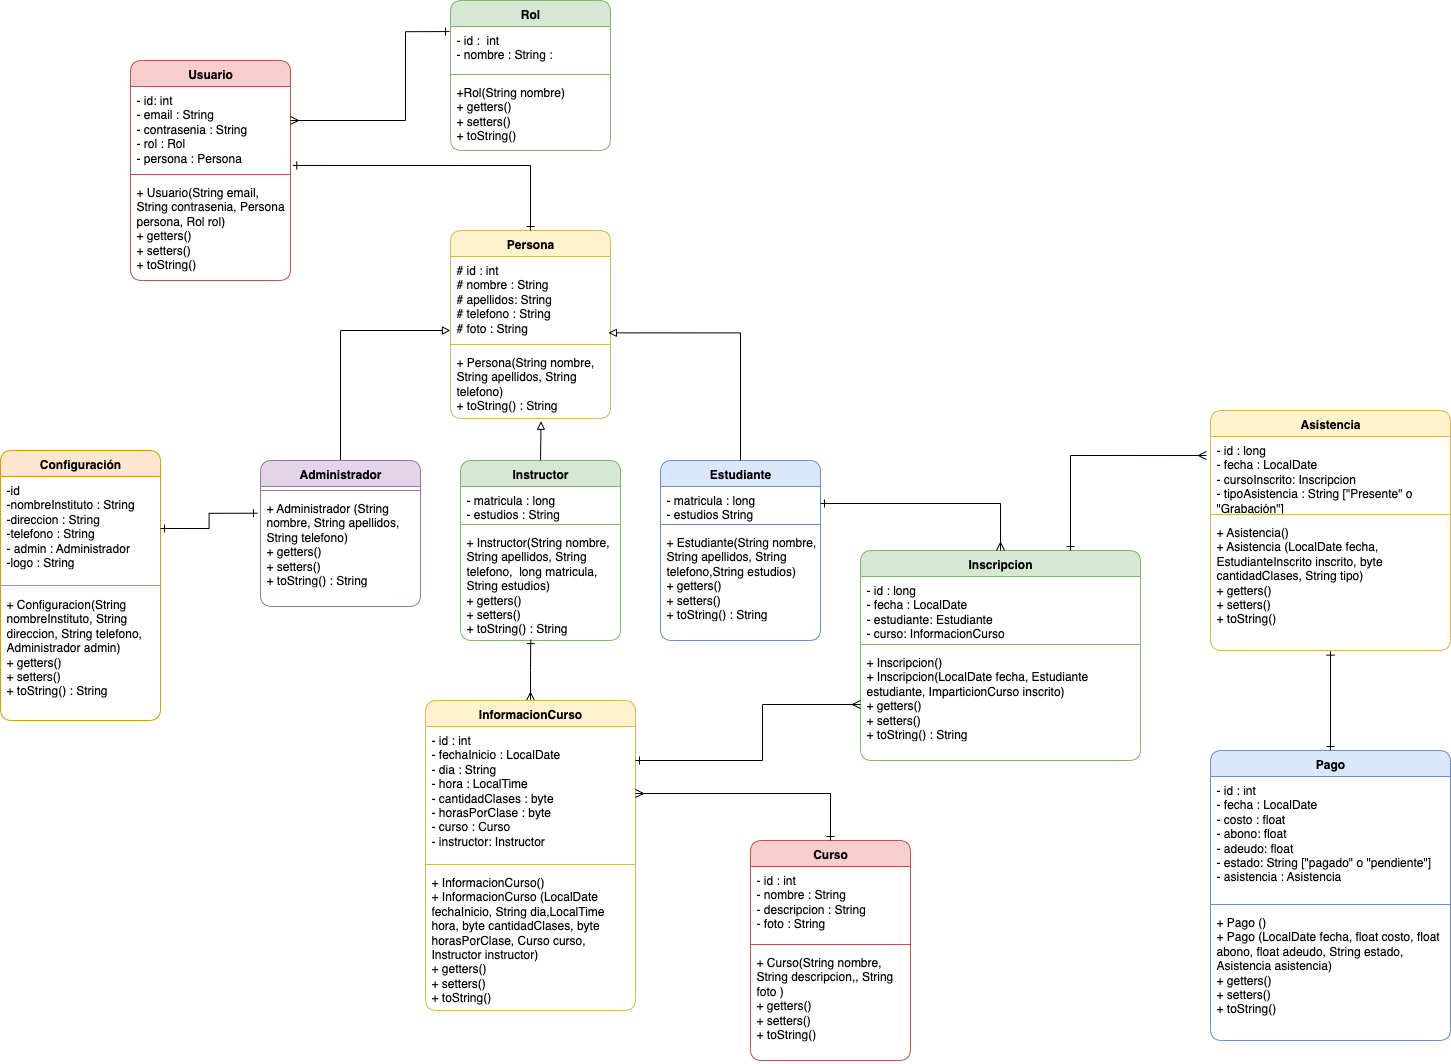 Rol
- id :  int
- nombre : String :
+Rol(String nombre)
+ getters()
+ setters()
+ toString()
Usuario
- id: int
- email : String
- contrasenia : String
- rol : Rol
- persona : Persona
+ Usuario(String email,
String contrasenia, Persona
persona, Rol rol)
+ getters()
+ setters()
+ toString()
Persona
# id : int
# nombre : String
# apellidos: String
# telefono : String
# foto : String
+ Persona(String nombre,
String apellidos, String
telefono)
+ toString() : String
Configuración
-id
-nombreInstituto : String
-direccion : String
-telefono : String
- admin : Administrador
-logo : String
+ Configuracion(String
nombreInstituto, String
direccion, String telefono,
Administrador admin)
+ getters()
+ setters()
+ toString() : String
Administrador
+ Administrador (String
nombre, String apellidos,
String telefono)
+ getters()
+ setters()
+ toString() : String
Instructor
- matricula : long
- estudios : String
+ Instructor(String nombre,
String apellidos, String
telefono,  long matricula,
String estudios)
+ getters()
+ setters()
+ toString() : String
Estudiante
- matricula : long
- estudios String
+ Estudiante(String nombre,
String apellidos, String
telefono,String estudios)
+ getters()
+ setters()
+ toString() : String
Inscripcion
- id : long
- fecha : LocalDate
- estudiante: Estudiante
- curso: InformacionCurso
+ Inscripcion()
+ Inscripcion(LocalDate fecha, Estudiante
estudiante, ImparticionCurso inscrito)
+ getters()
+ setters()
+ toString() : String
Asistencia
- id : long
- fecha : LocalDate
- cursoInscrito: Inscripcion
- tipoAsistencia : String ["Presente" o
"Grabación"]
+ Asistencia()
+ Asistencia (LocalDate fecha,
EstudianteInscrito inscrito, byte
cantidadClases, String tipo)
+ getters()
+ setters()
+ toString()
InformacionCurso
- id : int
- fechaInicio : LocalDate
- dia : String
- hora : LocalTime
- cantidadClases : byte
- horasPorClase : byte
- curso : Curso
- instructor: Instructor
+ InformacionCurso()
+ InformacionCurso (LocalDate
fechaInicio, String dia,LocalTime
hora, byte cantidadClases, byte
horasPorClase, Curso curso,
Instructor instructor)
+ getters()
+ setters()
+ toString()
Curso
- id : int
- nombre : String
- descripcion : String
- foto : String
+ Curso(String nombre,
String descripcion,, String
foto )
+ getters()
+ setters()
+ toString()
Pago
- id : int
- fecha : LocalDate
- costo : float
- abono: float
- adeudo: float
- estado: String ["pagado" o "pendiente"]
- asistencia : Asistencia
+ Pago ()
+ Pago (LocalDate fecha, float costo, float
abono, float adeudo, String estado,
Asistencia asistencia)
+ getters()
+ setters()
+ toString()